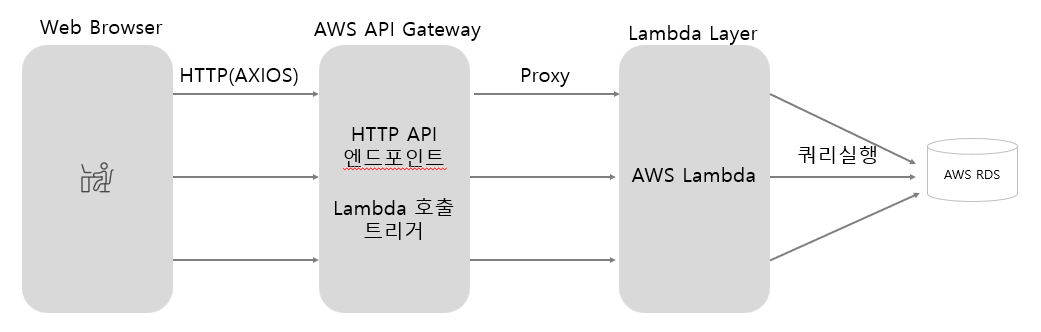 Web Browser
AWS API Gateway
Lambda Layer
HTTP(AXIOS)
Proxy
HTTP API
엔드포인트
Lambda 호출
트리거
AWS Lambda
쿼리실행
AWS RDS